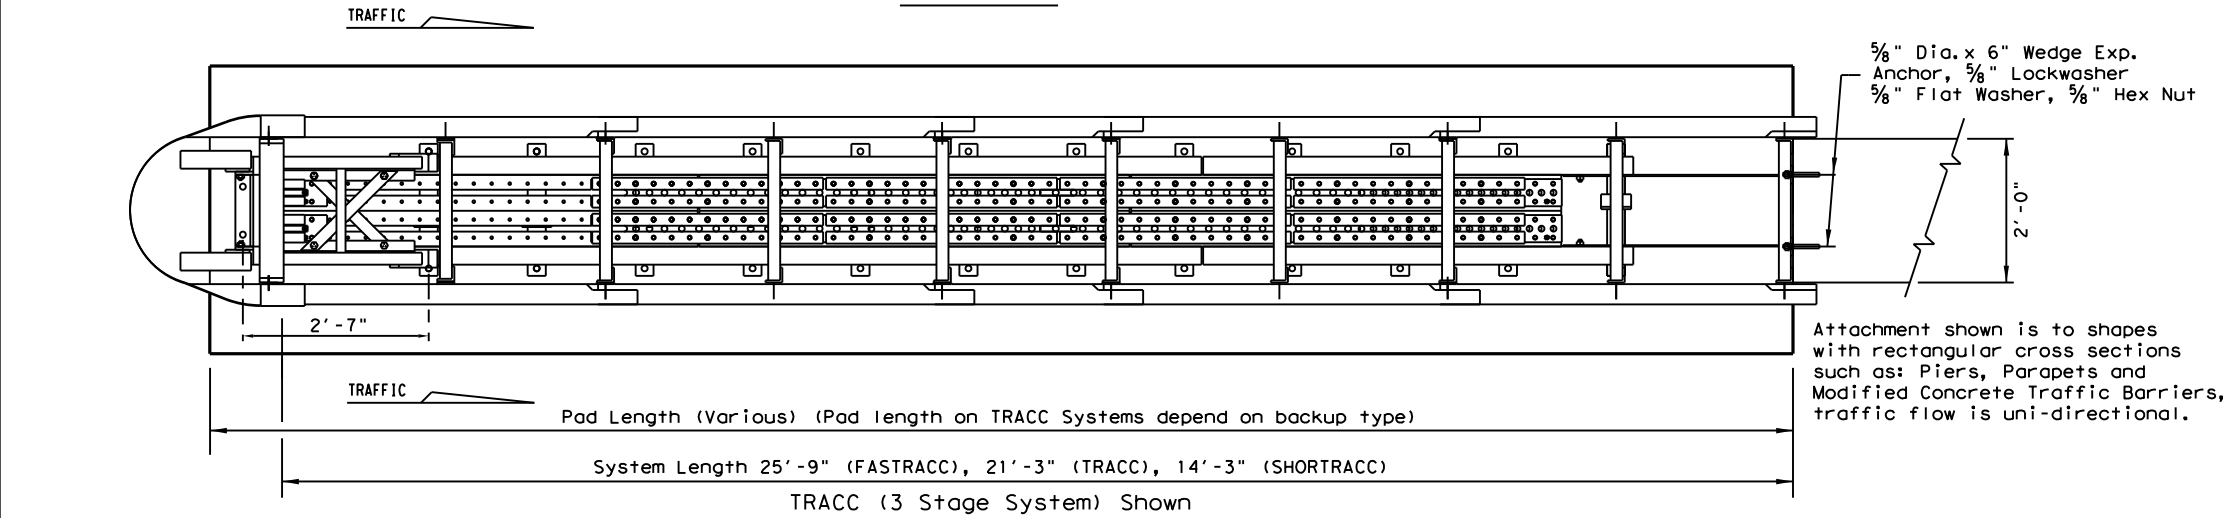 TRAFFIC
⅝" Dia.x 6" Wedge Exp.
Anchor, ⅝" Lockwasher
⅝" Flat Washer, ⅝" Hex Nut
2'-0"
2'-7"
Attachment shown is to shapes
with rectangular cross sections
such as: Piers, Parapets and
Modified Concrete Traffic Barriers,
traffic flow is uni-directional.
TRAFFIC
Pad Length (Various) (Pad length on TRACC Systems depend on backup type)
System Length 25'-9" (FASTRACC), 21'-3" (TRACC), 14'-3" (SHORTRACC)
TRACC (3 Stage System) Shown